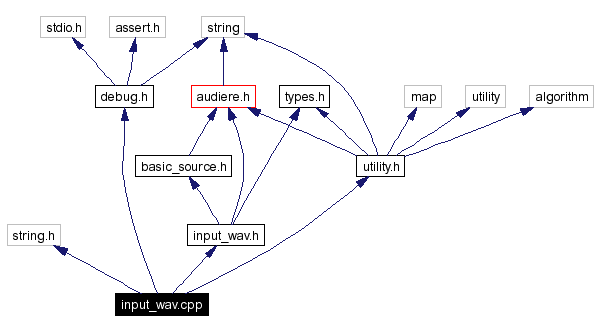 stdio.h assert.h string
debug.h audiere.h types.h map utility algorithm
basic_source.h utility.h
string.h input_wav.h
input_wav.cpp